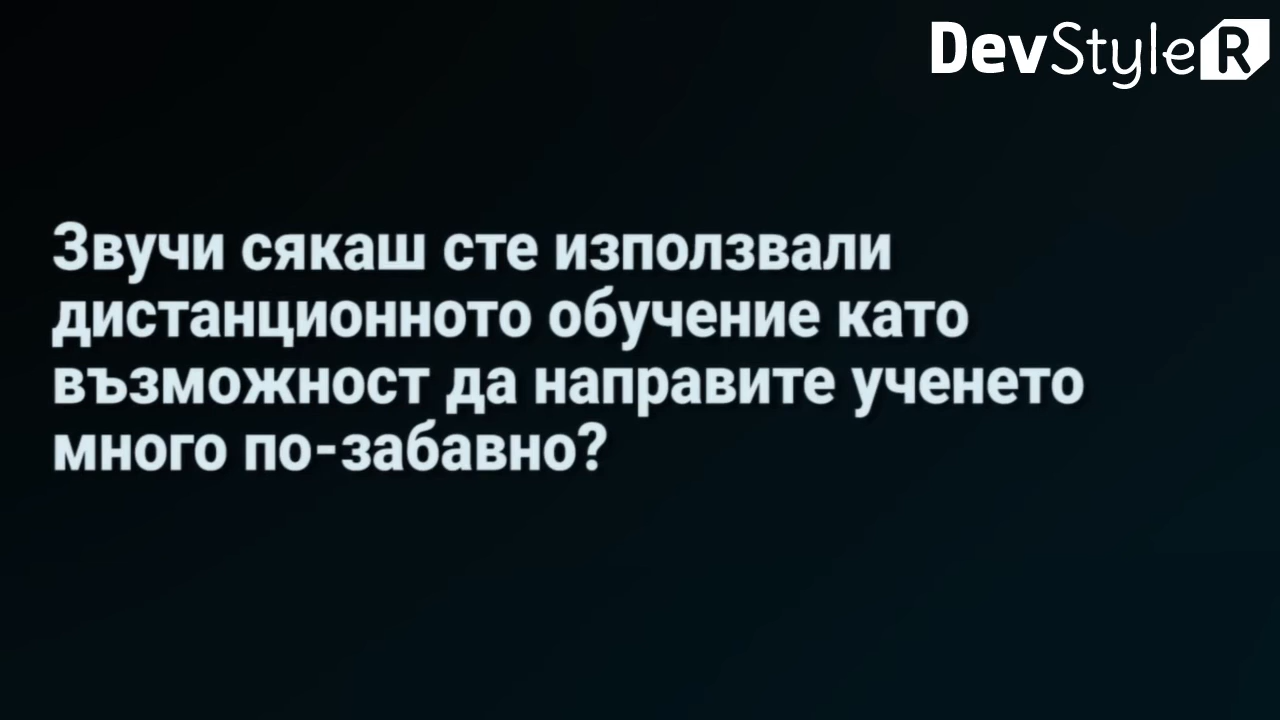 DevStyleR
Звучи сякаш сте използвали
дистанционното обучение като
възможност да направите ученето
много по-забавно?